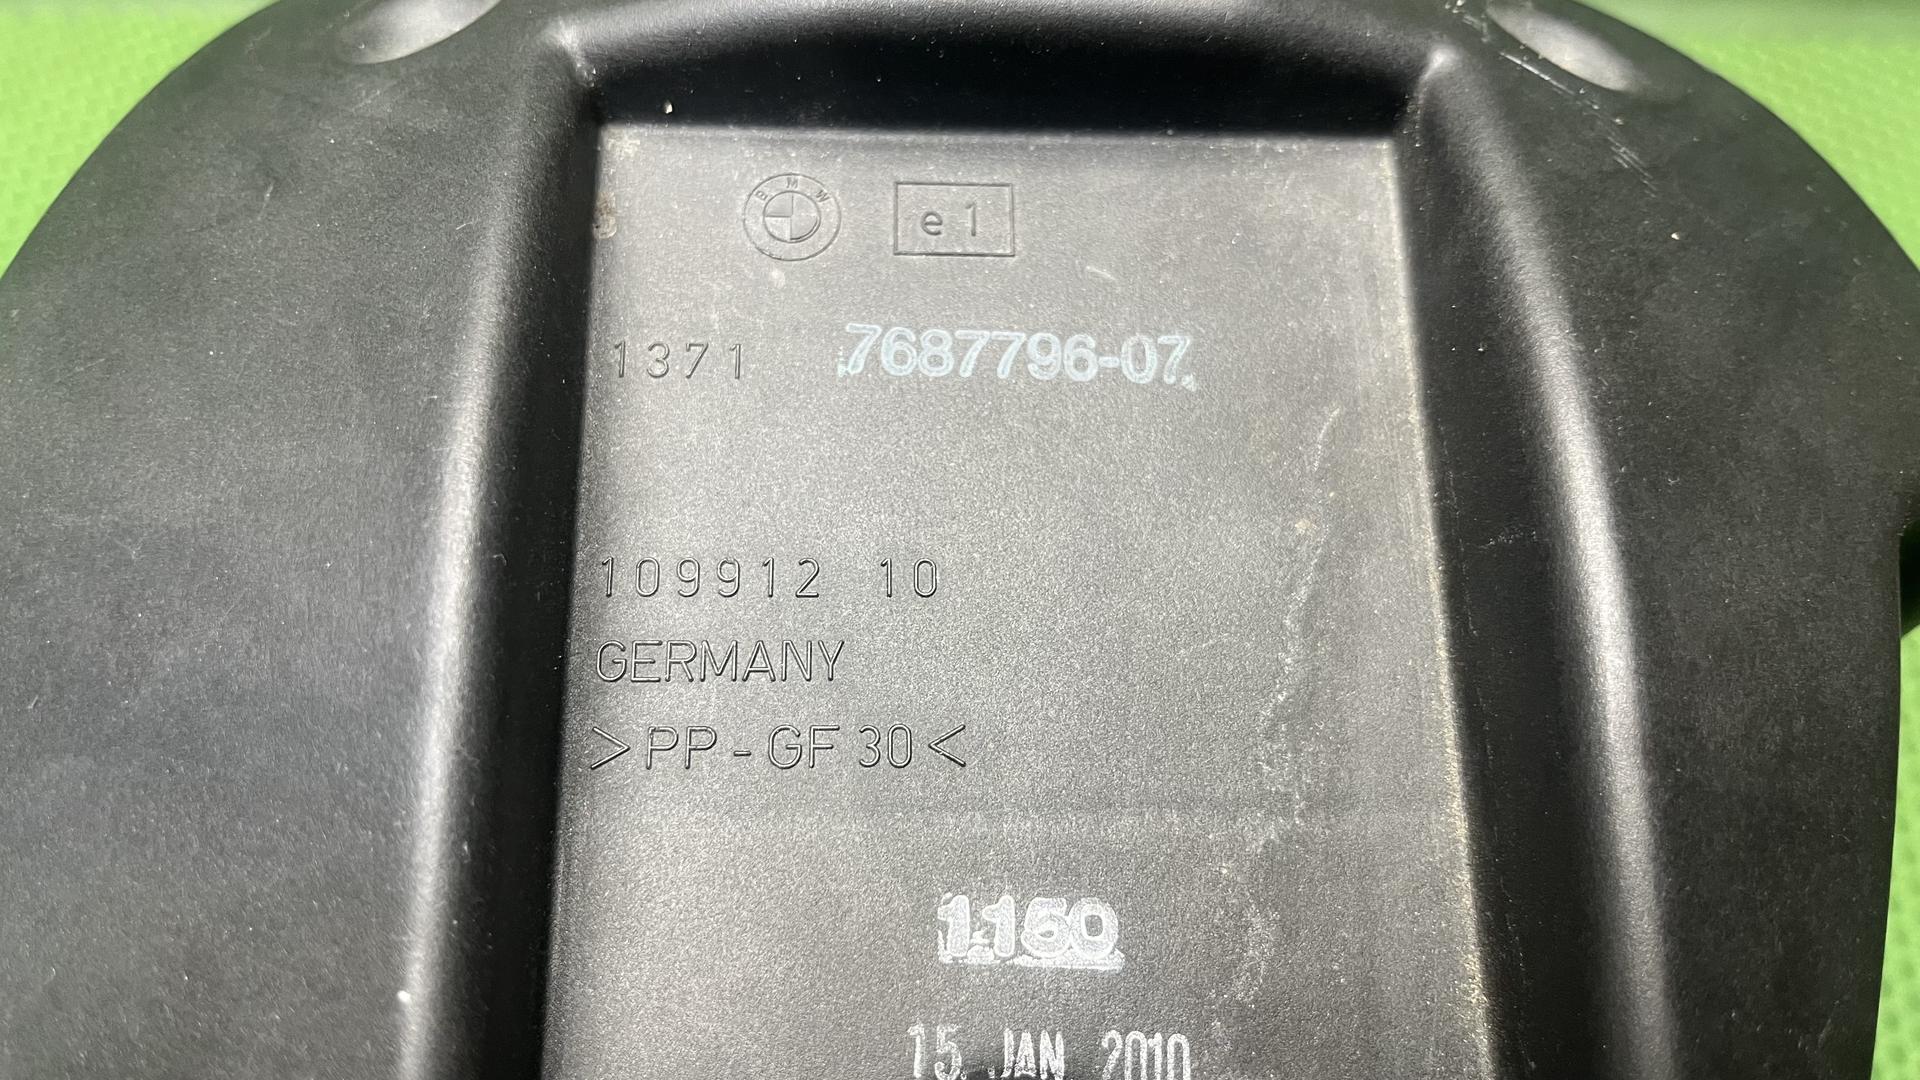 BMW e1
1371 7687796-07
109912 10
GERMANY
>PP-GF30<
1150
15. JAN 2010